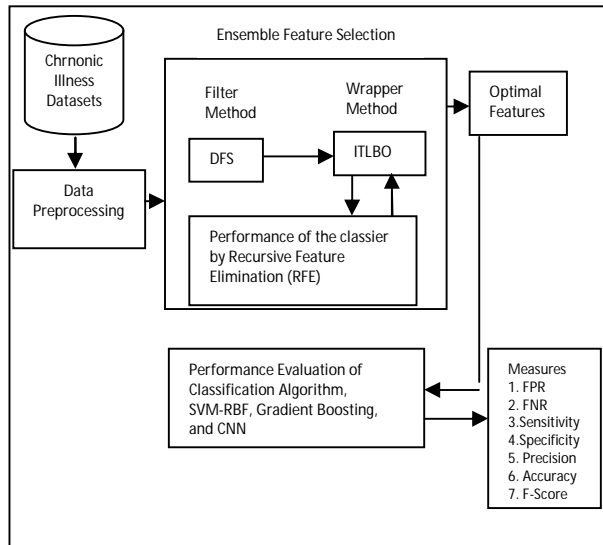 Ensemble Feature Selection
Chrnonic
Illness
Datasets
Data
Preprocessing
Filter
Method
Wrapper
Method
DFS
ITLBO
Performance of the classier
by Recursive Feature
Elimination (RFE)
Optimal
Features
Performance Evaluation of
Classification Algorithm,
SVM-RBF, Gradient Boosting,
and CNN
Measures
1. FPR
2. FNR
3.Sensitivity
4.Specificity
5. Precision
6. Accuracy
7. F-Score